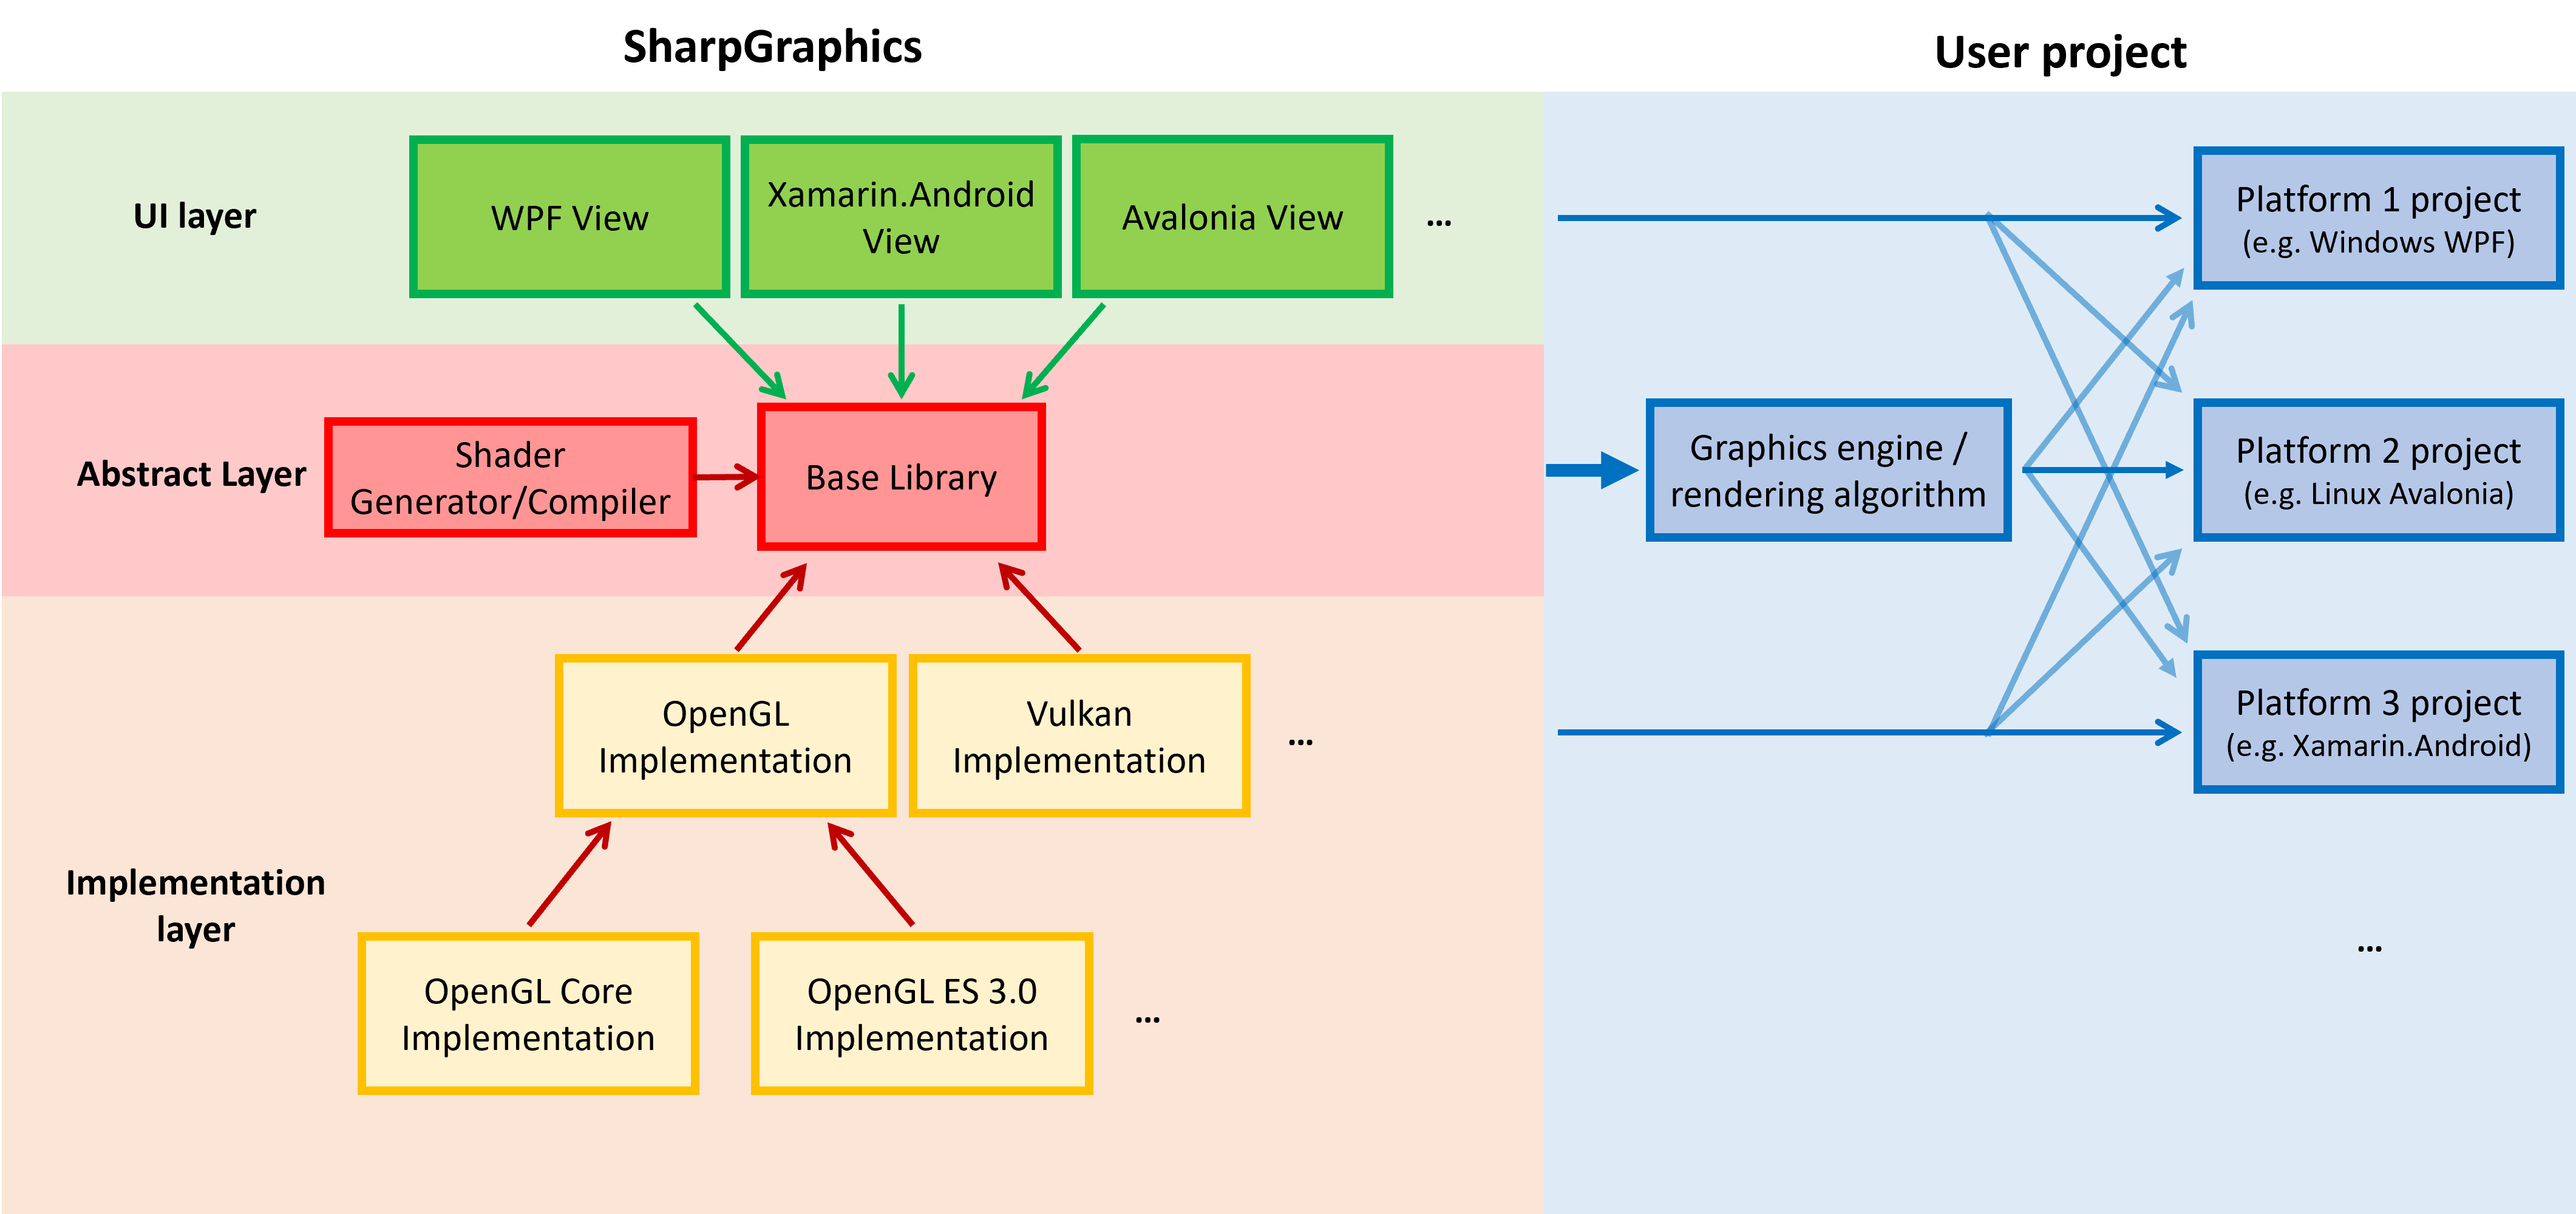 SharpGraphics
User project
UI layer
WPF View
Xamarin.Android
View
Avalonia View
...
Platform 1 project
(e.g. Windows WPF)
Abstract Layer
Shader
Generator/Compiler
Base Library
Graphics engine /
rendering algorithm
Platform 2 project
(e.g. Linux Avalonia)
OpenGL
Implementation
Vulkan
Implementation
...
Platform 3 project
(e.g. Xamarin.Android)
Implementation
layer
OpenGL Core
Implementation
OpenGL ES 3.0
Implementation
...
...